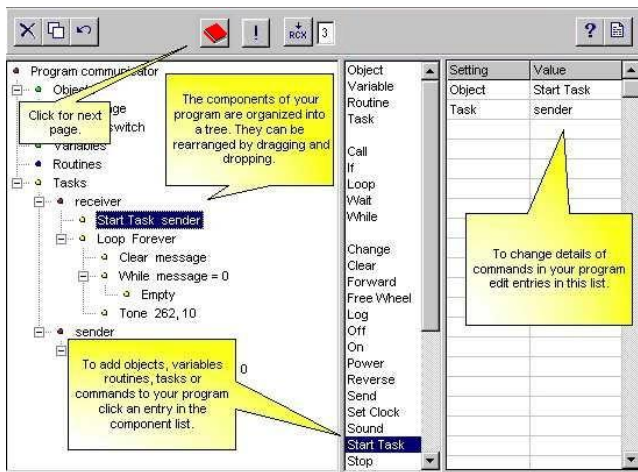 RCX 3 ?
Program communicator
Click for next
page.
The components of your
program are organized into
a tree. They can be
rearranged by dragging and
dropping.
switch
Variables
Routines
Tasks
receiver
Start Task sender
Loop Forever
Clear message
While message = 0
Empty
Tone 262, 10
sender
0
To add objects, variables
routines, tasks or
commands to your program
click an entry in the
component list.
Object
Variable
Routine
Task
Call
If
Loop
Wait
While
Change
Clear
Forward
Free Wheel
Log
Off
On
Power
Reverse
Send
Set Clock
Sound
Start Task
Stop
Setting Value
Object Start Task
Task sender
To change details of
commands in your program
edit entries in this list.